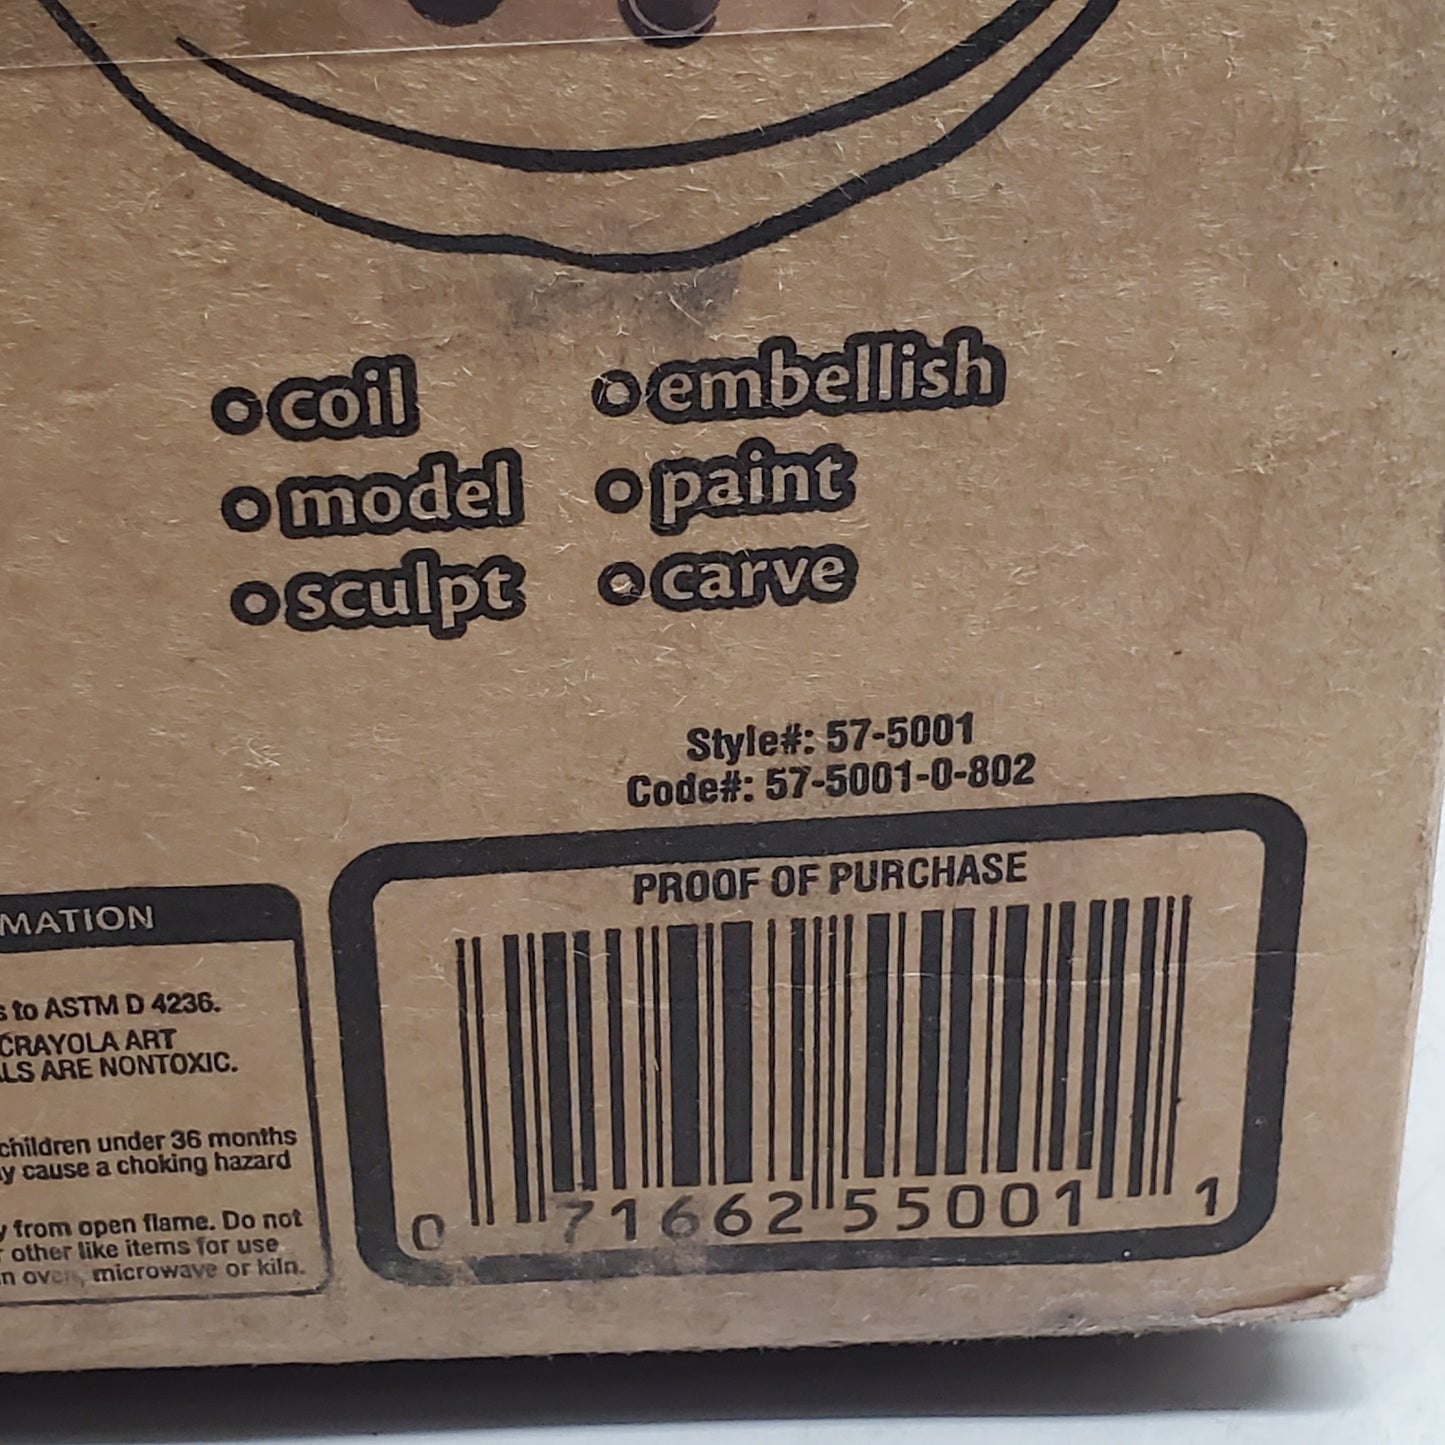 • coil
• model
• sculpt
• embellish
• paint
• carve
Style#: 57-5001
Code#: 57-5001-0-802
PROOF OF PURCHASE
0 71662 55001 1
MATION
s to ASTM D 4236.
CRAYOLA ART
LS ARE NONTOXIC.
children under 36 months
y cause a choking hazard
y from open flame. Do not
r other like items for use
n oven, microwave or kiln.